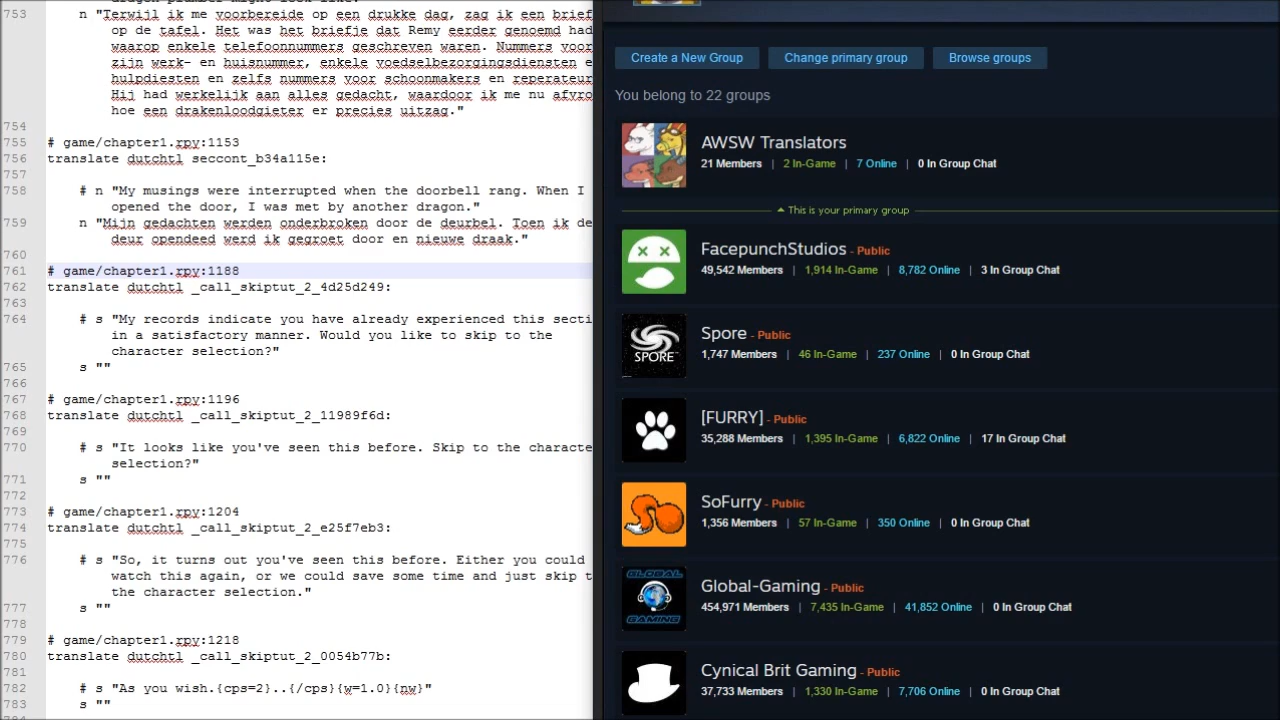 dragon plumber might look like.
753 n "Terwijl ik me voorbereide op een drukke dag, zag ik een brief
op de tafel. Het was het briefje dat Remy eerder genoemd had
waarop enkele telefoonnummers geschreven waren. Nummers voor
zijn werk- en huisnummer, enkele voedselbezorgingsdiensten e
hulpdiensten en zelfs nummers voor schoonmakers en reperateur
Hij had werkelijk aan alles gedacht, waardoor ik me nu afvro
hoe een drakenloodgieter er precies uitzag."
754
755 # game/chapter1.rpy:1153
756 translate dutchtl seccont_b34a115e:
757
758 # n "My musings were interrupted when the doorbell rang. When I
opened the door, I was met by another dragon."
759 n "Mijn gedachten werden onderbroken door de deurbel. Toen ik de
deur opendeed werd ik gegroet door en nieuwe draak."
760
761 # game/chapter1.rpy:1188
762 translate dutchtl _call_skiptut_2_4d25d249:
763
764 # s "My records indicate you have already experienced this secti
in a satisfactory manner. Would you like to skip to the
character selection?"
765 s ""
766
767 # game/chapter1.rpy:1196
768 translate dutchtl _call_skiptut_2_11989f6d:
769
770 # s "It looks like you've seen this before. Skip to the characte
selection?"
771 s ""
772
773 # game/chapter1.rpy:1204
774 translate dutchtl _call_skiptut_2_e25f7eb3:
775
776 # s "So, it turns out you've seen this before. Either you could
watch this again, or we could save some time and just skip t
the character selection."
777 s ""
778
779 # game/chapter1.rpy:1218
780 translate dutchtl _call_skiptut_2_0054b77b:
781
782 # s "As you wish.{cps=2}..{/cps}{w=1.0}{nw}"
783 s ""
Create a New Group Change primary group Browse groups
You belong to 22 groups
AWSW Translators
21 Members | 2 In-Game | 7 Online | 0 In Group Chat
This is your primary group
FacepunchStudios - Public
49,542 Members | 1,914 In-Game | 8,782 Online | 3 In Group Chat
SPORE
Spore - Public
1,747 Members | 46 In-Game | 237 Online | 0 In Group Chat
[FURRY] - Public
35,288 Members | 1,395 In-Game | 6,822 Online | 17 In Group Chat
SoFurry - Public
1,356 Members | 57 In-Game | 350 Online | 0 In Group Chat
GLOBAL
GAMING
Global-Gaming - Public
454,971 Members | 7,435 In-Game | 41,852 Online | 0 In Group Chat
Cynical Brit Gaming - Public
37,733 Members | 1,330 In-Game | 7,706 Online | 0 In Group Chat